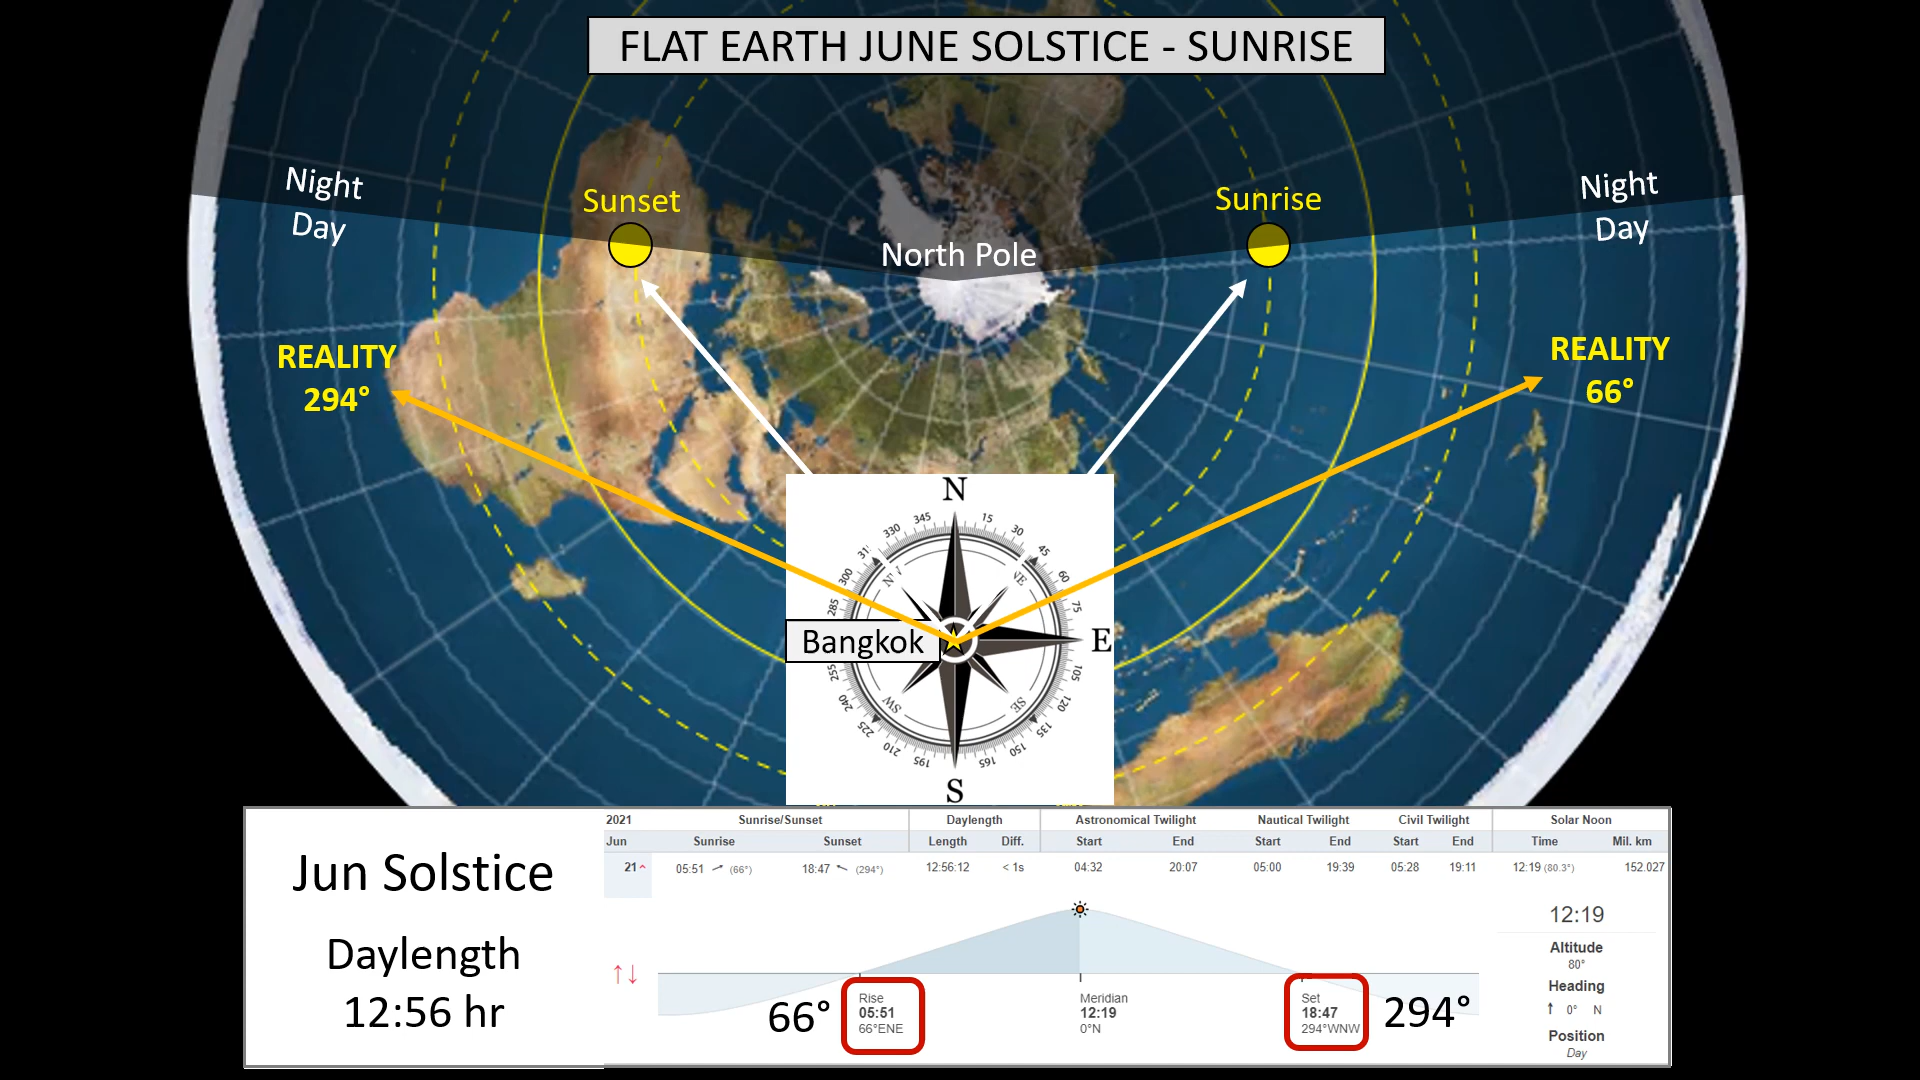 FLAT EARTH JUNE SOLSTICE - SUNRISE
Night
Day
Sunset
North Pole
Sunrise
Night
Day
REALITY
294°
REALITY
66°
N
345
15
330
30
45
300
60
285
75
NE
Bangkok
E
255
105
240
120
225
135
210
150
195
165
SW
SE
S
Jun Solstice
Daylength
12:56 hr
2021 Sunrise/Sunset Daylength Astronomical Twilight Nautical Twilight Civil Twilight Solar Noon
Jun Sunrise Sunset Length Diff. Start End Start End Start End Time Mil. km
21 ^ 05:51 (66°) 18:47 (294°) 12:56:12 < 1s 04:32 20:07 05:00 19:39 05:28 19:11 12:19 (80.3°) 152.027
↑↓
66°
Rise
05:51
66°ENE
Meridian
12:19
0°N
Set
18:47
294°WNW
294°
12:19
Altitude
80°
Heading
↑ 0° N
Position
Day